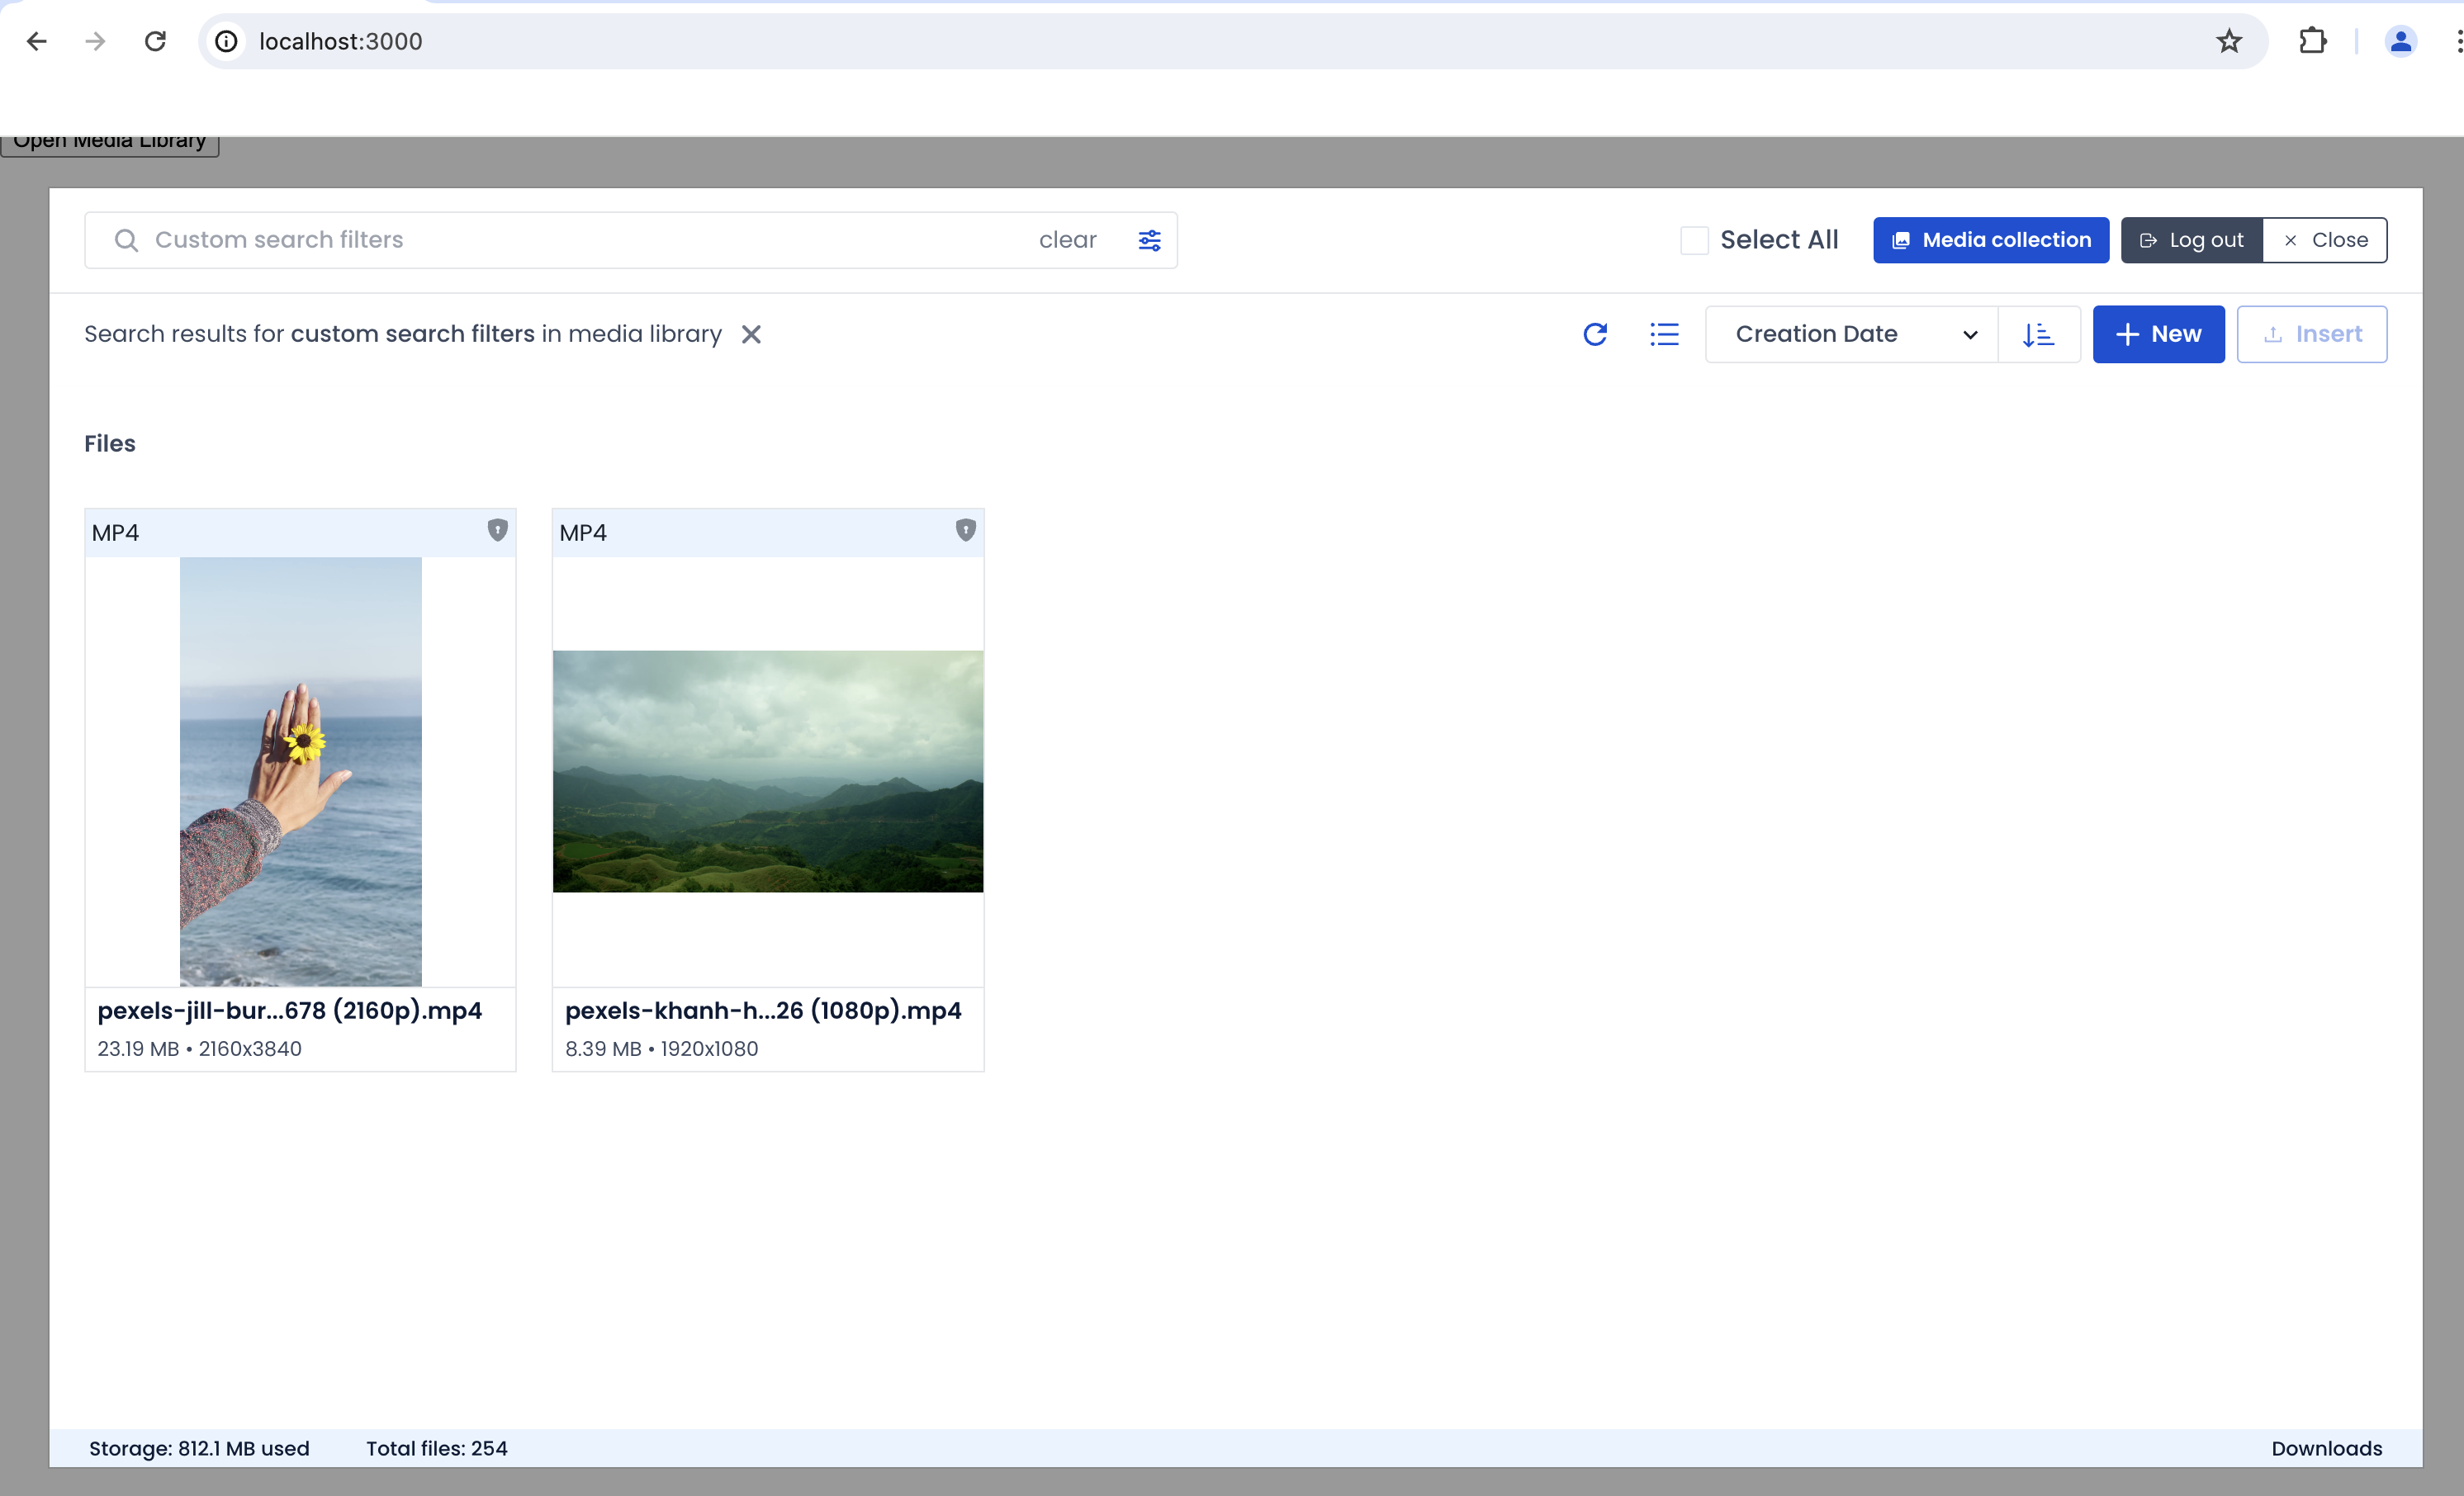 localhost:3000
Open Media Library
Custom search filters clear
Select All Media collection Log out Close
Search results for custom search filters in media library
Creation Date New Insert
Files
MP4 MP4
pexels-jill-bur...678 (2160p).mp4 pexels-khanh-h...26 (1080p).mp4
23.19 MB • 2160x3840 8.39 MB • 1920x1080
Storage: 812.1 MB used Total files: 254 Downloads